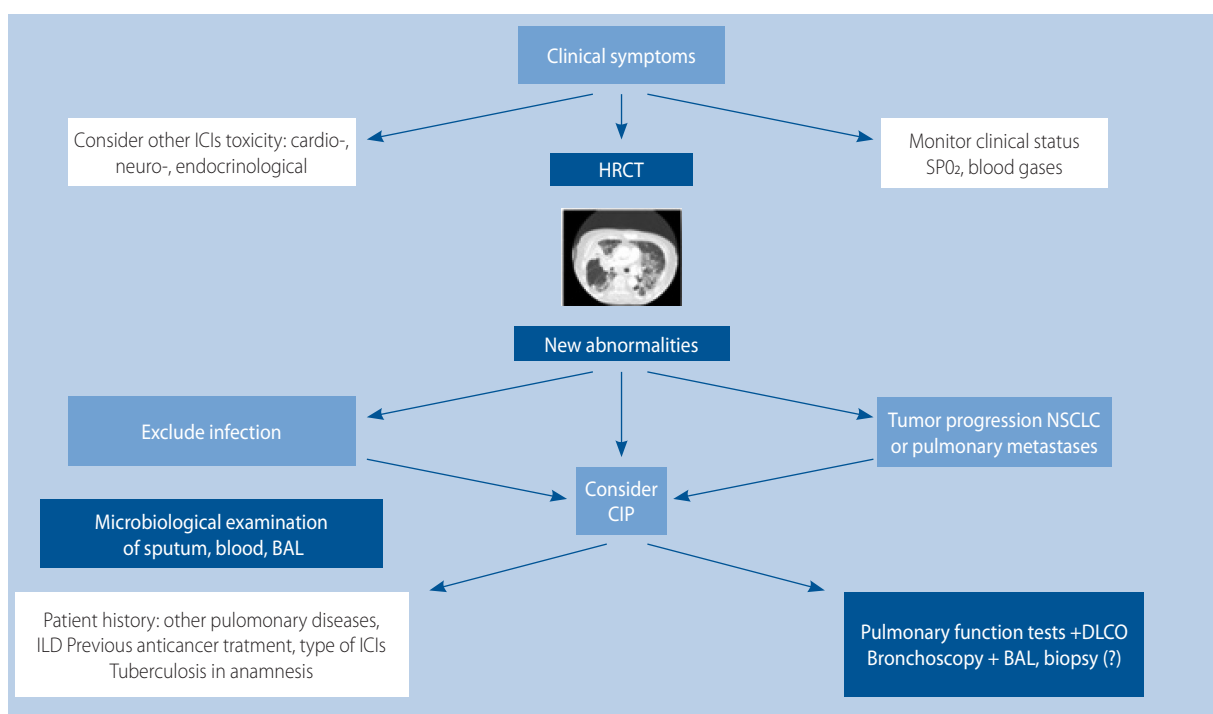 Clinical symptoms
Consider other ICIs toxicity: cardio-,
neuro-, endocrinological
HRCT
Monitor clinical status
SP0₂, blood gases
New abnormalities
Exclude infection
Tumor progression NSCLC
or pulmonary metastases
Consider
CIP
Microbiological examination
of sputum, blood, BAL
Patient history: other pulomonary diseases,
ILD Previous anticancer tratment, type of ICIs
Tuberculosis in anamnesis
Pulmonary function tests +DLCO
Bronchoscopy + BAL, biopsy (?)